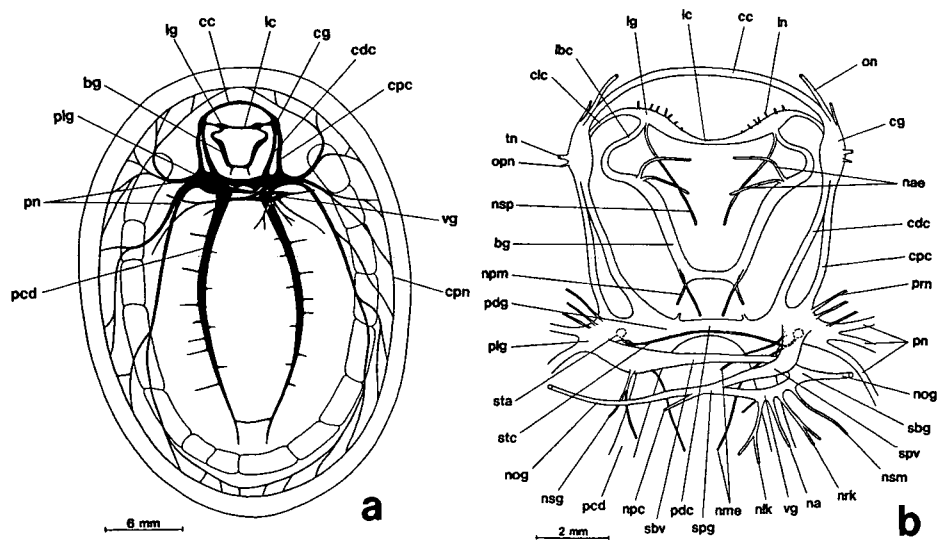 lg
cc
lc
cg
cdc
cpc
bg
plg
pn
vg
pcd
cpn
a
6 mm
lbc
lg
lc
cc
ln
on
clc
cg
tn
opn
nae
nsp
cdc
bg
cpc
npm
prn
pdg
plg
pn
nog
sta
sbg
stc
spv
nog
nsm
nsg
nrk
pcd
npc
sbv
pdc
spg
nme
nlk
vg
na
b
2 mm